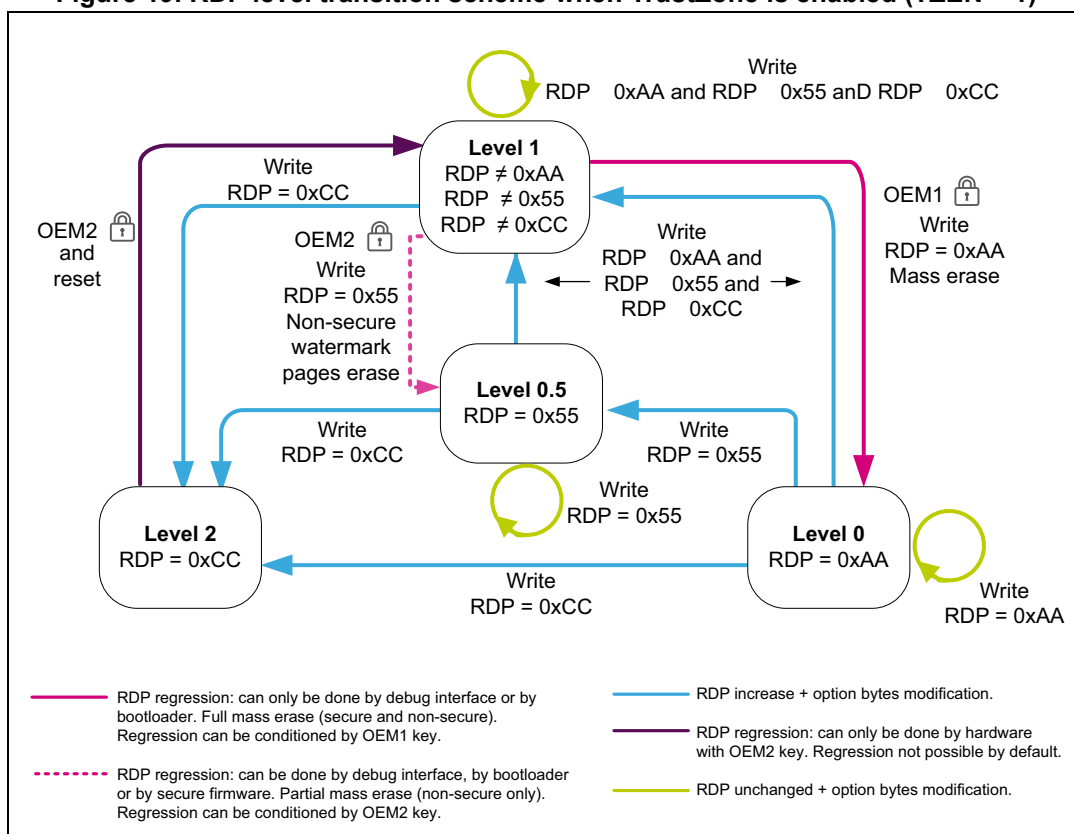 Write
RDP 0xAA and RDP 0x55 anD RDP 0xCC
Level 1
RDP ≠ 0xAA
RDP ≠ 0x55
RDP ≠ 0xCC
Write
RDP = 0xCC
OEM2
and
reset
OEM2
Write
RDP = 0x55
Non-secure
watermark
pages erase
Write
RDP 0xAA and
RDP 0x55 and
RDP 0xCC
OEM1
Write
RDP = 0xAA
Mass erase
Level 0.5
RDP = 0x55
Write
RDP = 0xCC
Write
RDP = 0x55
Write
RDP = 0x55
Level 2
RDP = 0xCC
Level 0
RDP = 0xAA
Write
RDP = 0xCC
Write
RDP = 0xAA
RDP regression: can only be done by debug interface or by
bootloader. Full mass erase (secure and non-secure).
Regression can be conditioned by OEM1 key.
RDP regression: can be done by debug interface, by bootloader
or by secure firmware. Partial mass erase (non-secure only).
Regression can be conditioned by OEM2 key.
RDP increase + option bytes modification.
RDP regression: can only be done by hardware
with OEM2 key. Regression not possible by default.
RDP unchanged + option bytes modification.